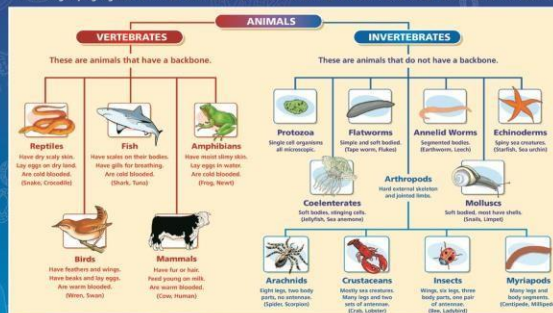 ANIMALS
VERTEBRATES
These are animals that have a backbone.
Reptiles
Have dry scaly skin.
Lay eggs on dry land.
Are cold blooded.
(Snake, Crocodile)
Fish
Have scales on their bodies.
Have gills for breathing.
Are cold blooded.
(Shark, Tuna)
Amphibians
Have moist slimy skin.
Lay eggs in water.
Are cold blooded.
(Frog, Newt)
Birds
Have feathers and wings.
Have beaks and lay eggs.
Are warm blooded.
(Wren, Swan)
Mammals
Have fur or hair.
Feed young on milk.
Are warm blooded.
(Cow, Human)
INVERTEBRATES
These are animals that do not have a backbone.
Protozoa
Single cell organisms
all microscopic.
Flatworms
Simple and soft bodied.
(Tape worm, Flukes)
Annelid Worms
Segmented bodies.
(Earthworm, Leech)
Echinoderms
Spiny sea creatures.
(Starfish, Sea urchin)
Coelenterates
Soft bodies, stinging cells.
(Jellyfish, Sea anemone)
Arthropods
Hard external skeleton
and jointed limbs.
Molluscs
Soft bodied, most have shells.
(Snails, Limpet)
Arachnids
Eight legs, two body
parts, no antennae.
(Spider, Scorpion)
Crustaceans
Mostly sea creatures.
Many legs and two
sets of antennae.
(Crab, Lobster)
Insects
Wings, six legs, three
body parts, one pair
of antennae.
(Bee, Ladybird)
Myriapods
Many legs and
body segments.
(Centipede, Millipede)